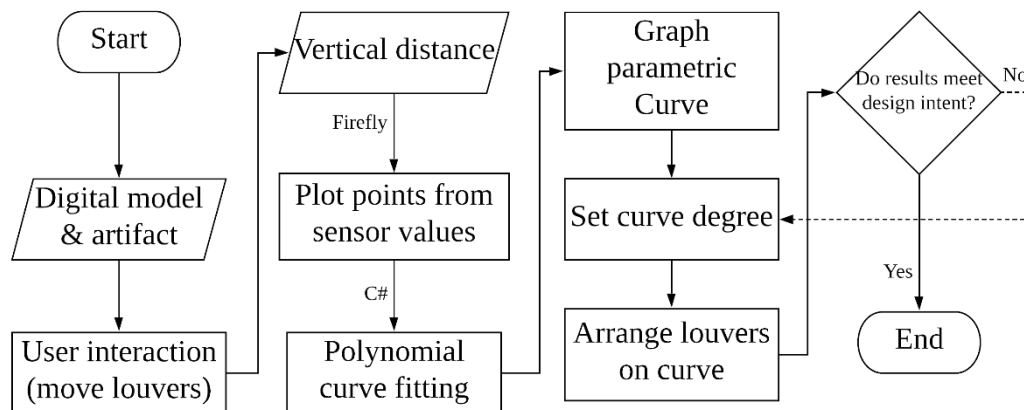 Start
Digital model
& artifact
User interaction
(move louvers)
Vertical distance
Firefly
Plot points from
sensor values
C#
Polynomial
curve fitting
Graph
parametric
Curve
Set curve degree
Arrange louvers
on curve
Do results meet
design intent?
No
Yes
End